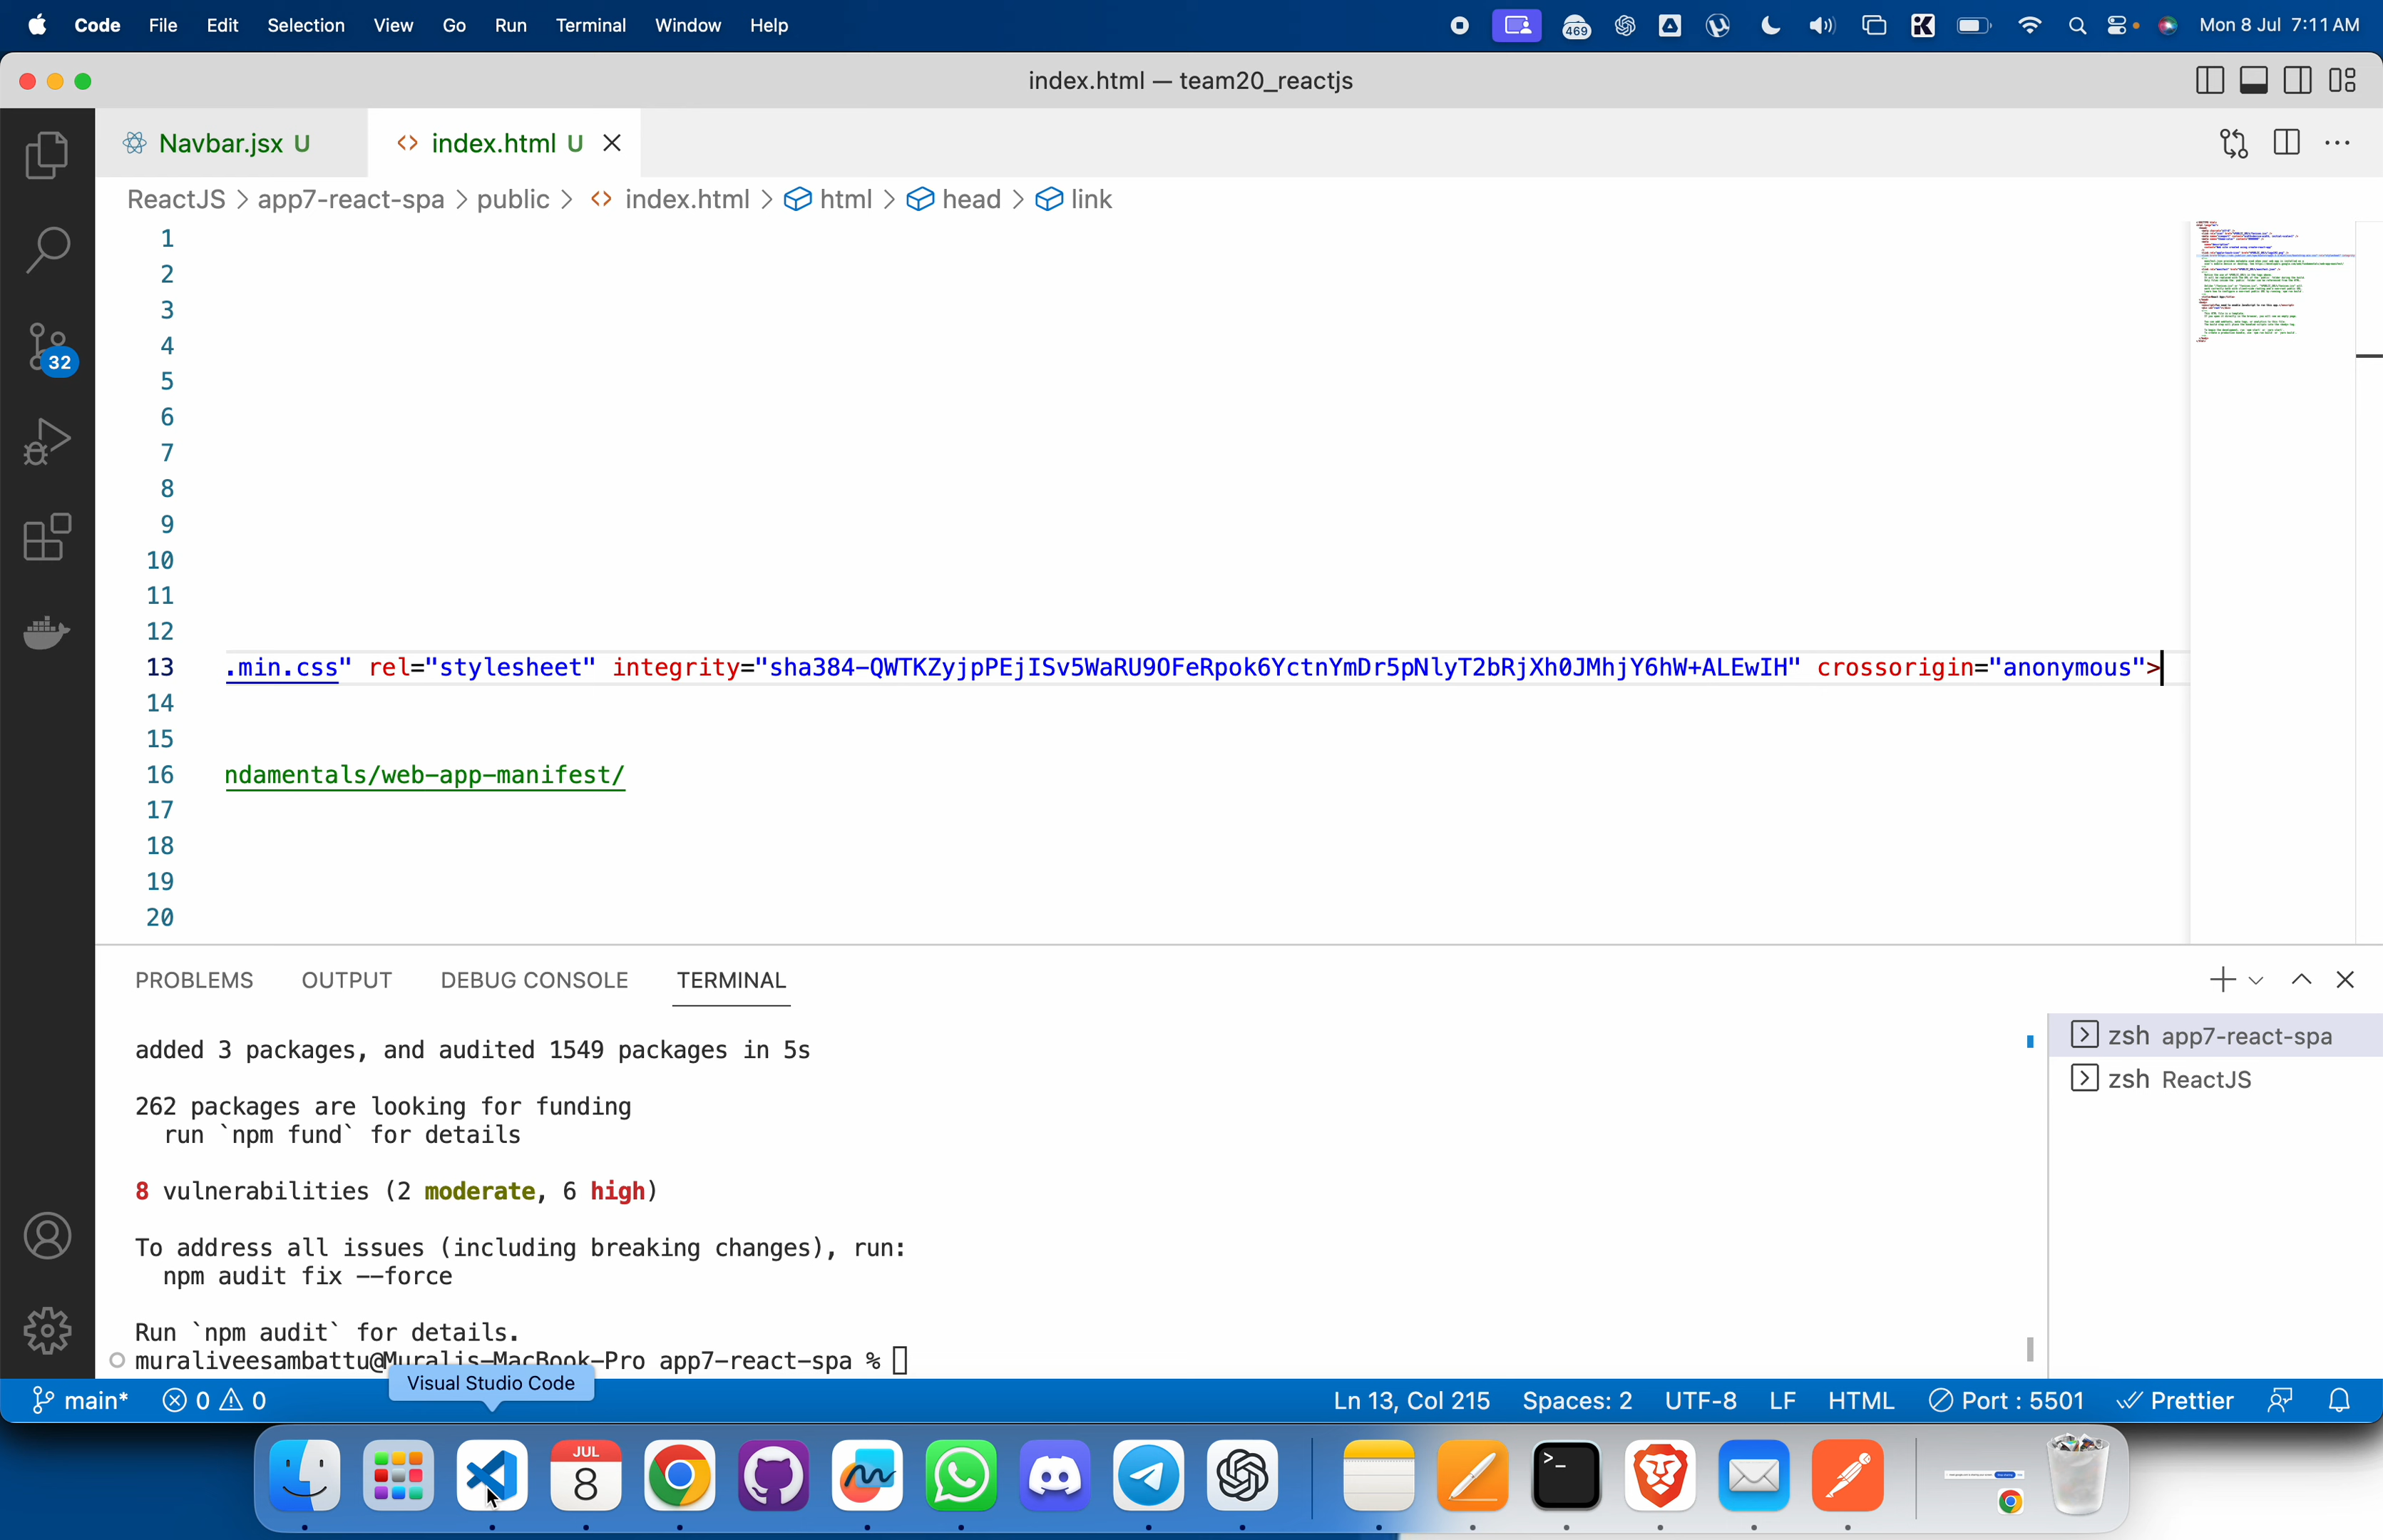 Code File Edit Selection View Go Run Terminal Window Help 469 Mon 8 Jul 7:11 AM
index.html — team20_reactjs
Navbar.jsx U index.html U
ReactJS > app7-react-spa > public > index.html > html > head > link
1
2
3
4
5
6
7
8
9
10
11
12
13 .min.css" rel="stylesheet" integrity="sha384-QWTKZyjpPEjISv5WaRU9OFeRpok6YctnYmDr5pNlyT2bRjXh0JMhjY6hW+ALEwIH" crossorigin="anonymous">
14
15
16 ndamentals/web-app-manifest/
17
18
19
20
32
PROBLEMS OUTPUT DEBUG CONSOLE TERMINAL
added 3 packages, and audited 1549 packages in 5s
262 packages are looking for funding
run `npm fund` for details
8 vulnerabilities (2 moderate, 6 high)
To address all issues (including breaking changes), run:
npm audit fix --force
Run `npm audit` for details.
muraliveesambattu@Muralis-MacBook-Pro app7-react-spa %
zsh app7-react-spa
zsh ReactJS
Visual Studio Code
main* 0 0 Ln 13, Col 215 Spaces: 2 UTF-8 LF HTML Port : 5501 Prettier
JUL
8